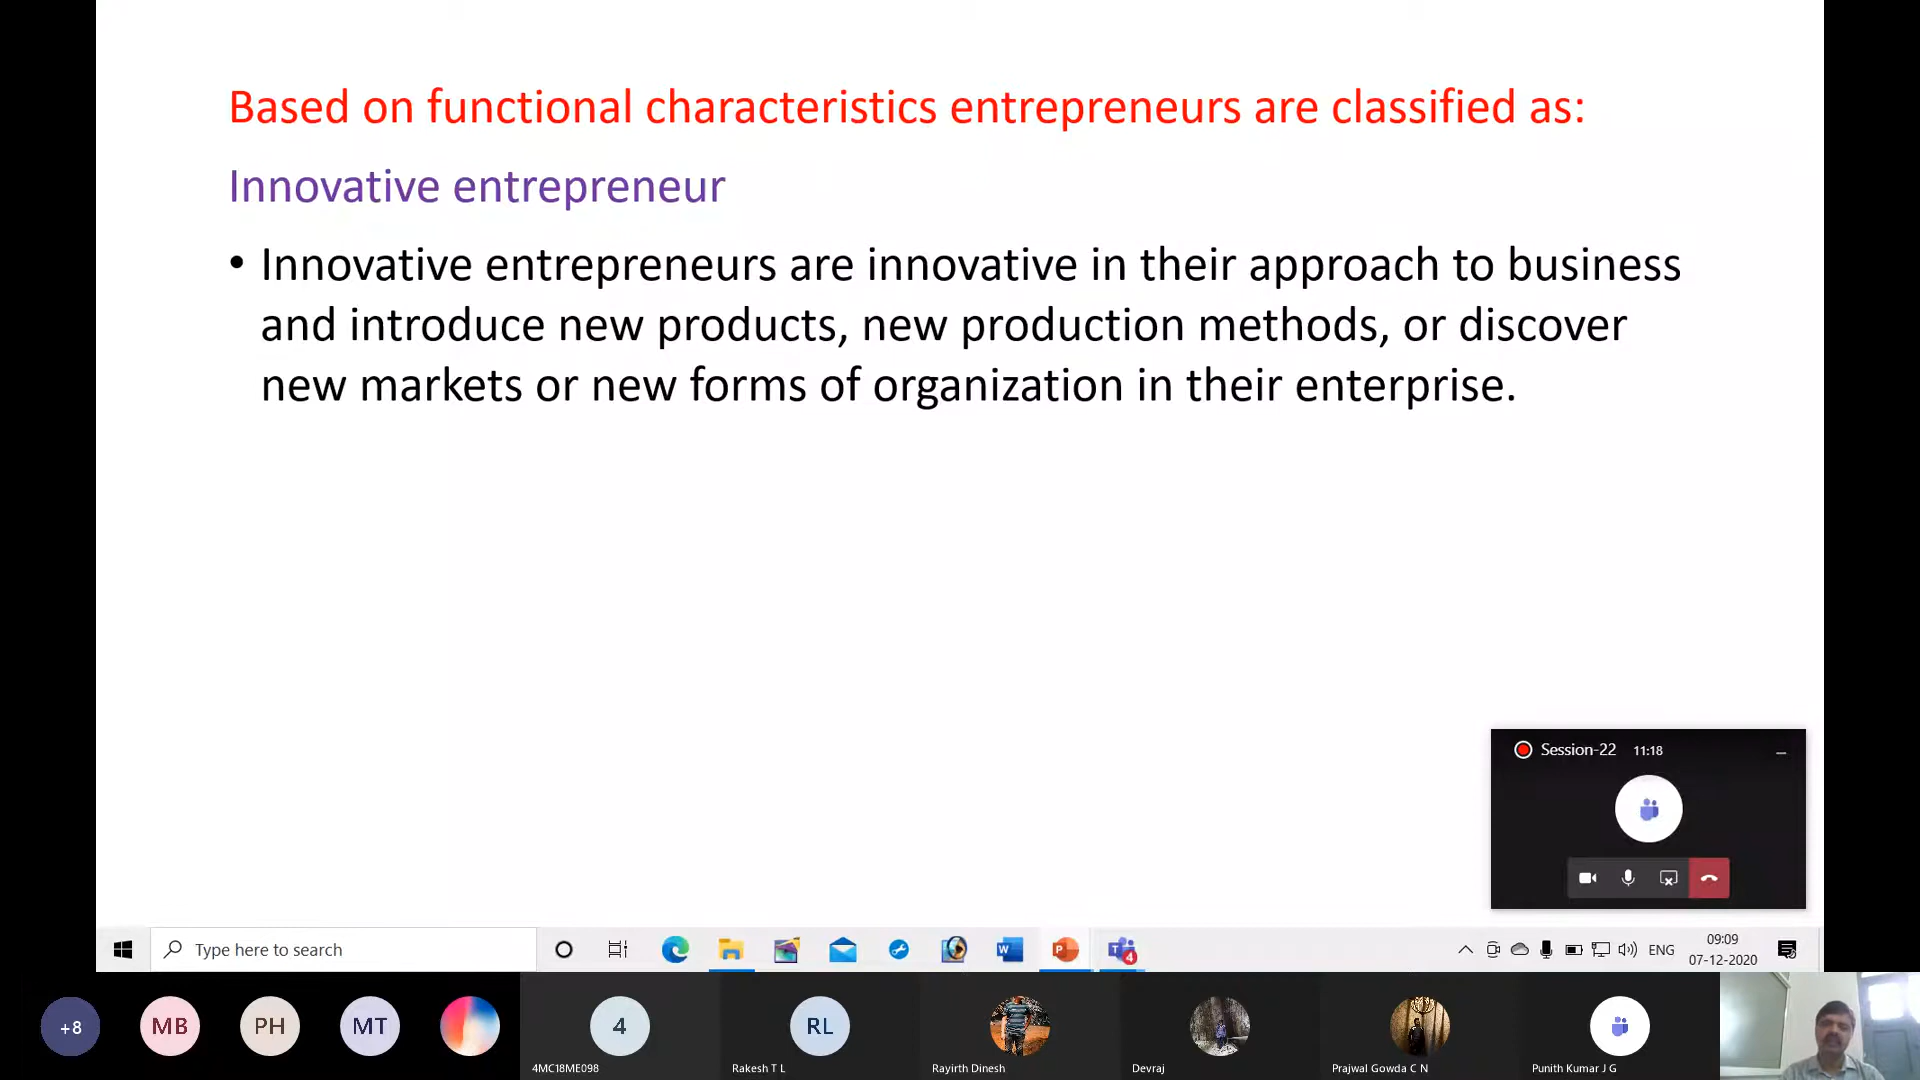 Based on functional characteristics entrepreneurs are classified as:
Innovative entrepreneur
• Innovative entrepreneurs are innovative in their approach to business
and introduce new products, new production methods, or discover
new markets or new forms of organization in their enterprise.
Session-22 11:18
Type here to search
W
P
T
4
ENG
09:09
07-12-2020
+8
MB
PH
MT
4
RL
4MC18ME098
Rakesh T L
Rayirth Dinesh
Devraj
Prajwal Gowda C N
Punith Kumar J G